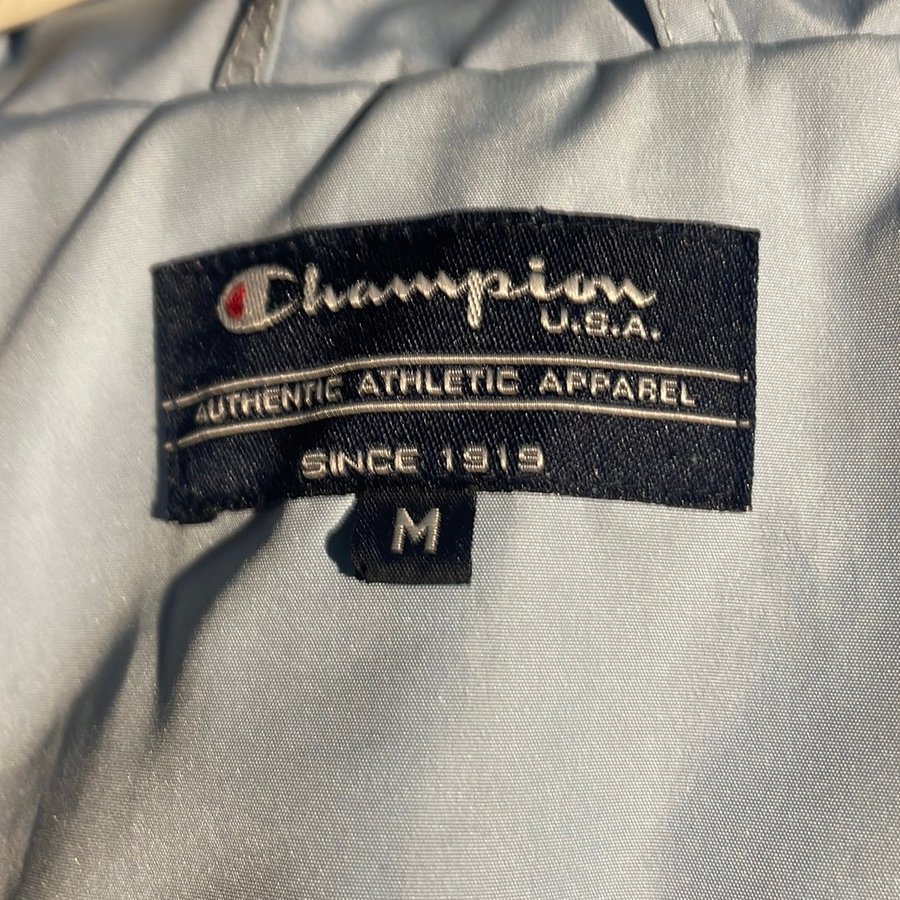 Champion
U.S.A.
AUTHENTIC ATHLETIC APPAREL
SINCE 1919
M